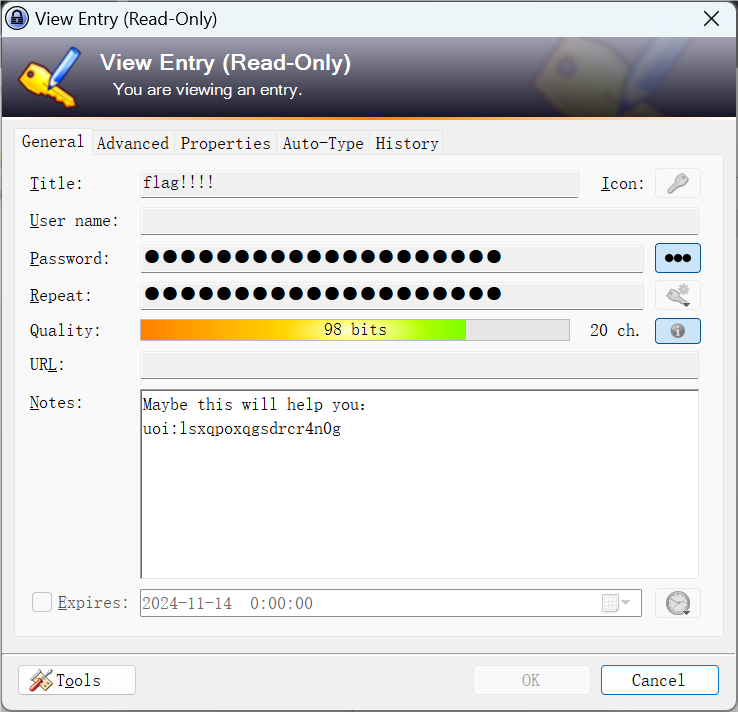 View Entry (Read-Only)
View Entry (Read-Only)
You are viewing an entry.
General Advanced Properties Auto-Type History
Title: flag!!!! Icon:
User name:
Password: ●●●●●●●●●●●●●●●●●●●●
Repeat: ●●●●●●●●●●●●●●●●●●●●
Quality: 98 bits 20 ch.
URL:
Notes: Maybe this will help you:
uoi:lsxqpoxqgsdrcr4n0g
Expires: 2024-11-14 0:00:00
Tools OK Cancel